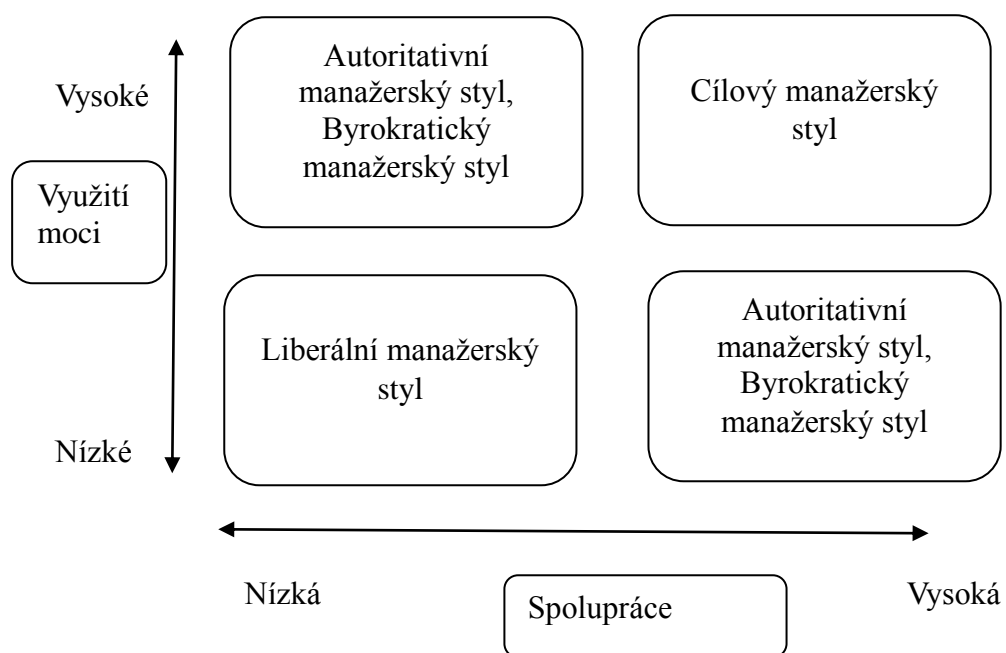 Vysoké
Autoritativní
manažerský styl,
Byrokratický
manažerský styl
Cílový manažerský
styl
Využití
moci
Liberální manažerský
styl
Autoritativní
manažerský styl,
Byrokratický
manažerský styl
Nízké
Nízká
Spolupráce
Vysoká